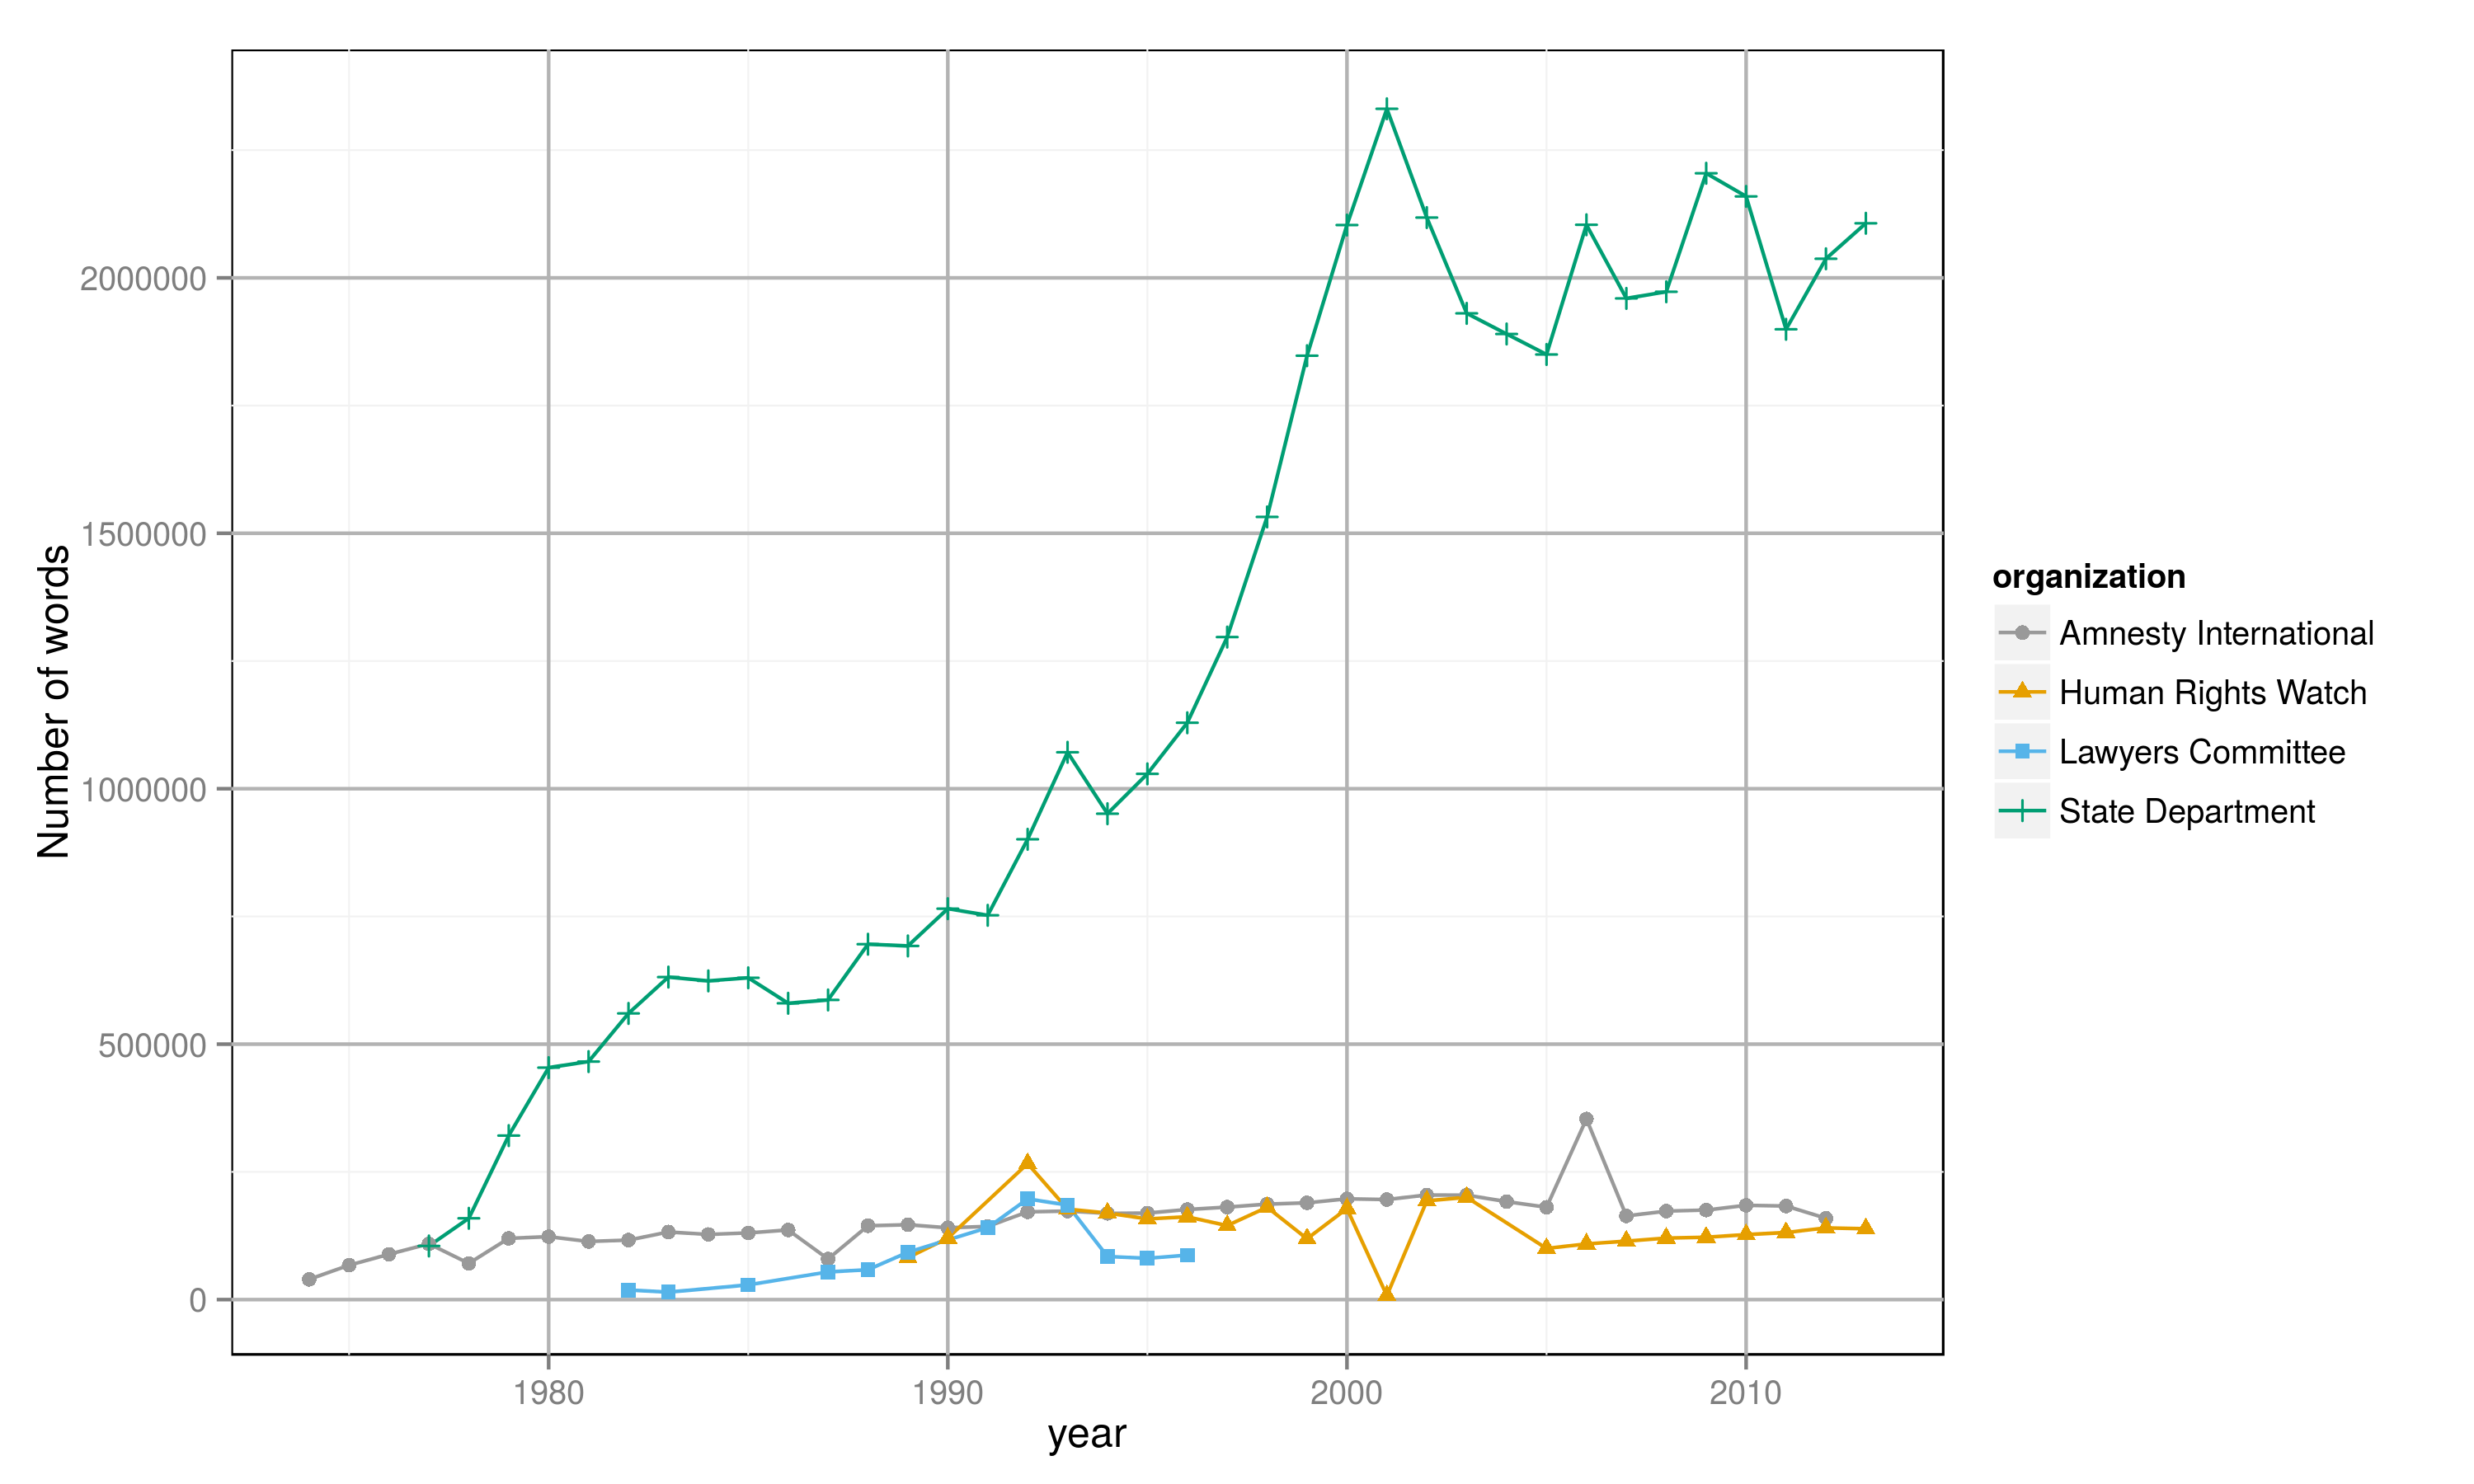 Number of words
2000000
1500000
1000000
500000
0
1980
1990
2000
2010
year
organization
Amnesty International
Human Rights Watch
Lawyers Committee
State Department